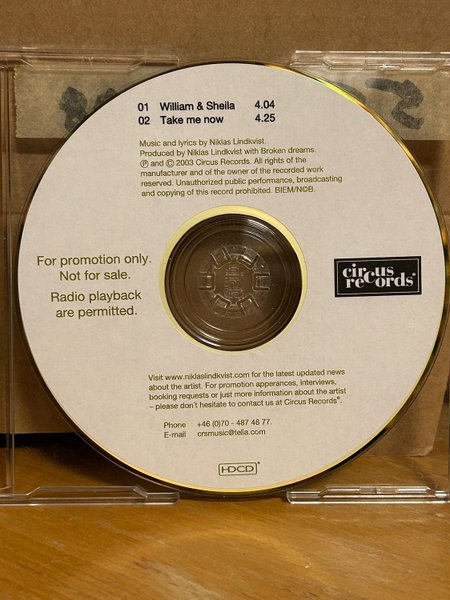 01 William & Sheila 4.04
02 Take me now 4.25
Music and lyrics by Niklas Lindkvist.
Produced by Niklas Lindkvist with Broken dreams.
Ⓟ and © 2003 Circus Records. All rights of the
manufacturer and of the owner of the recorded work
reserved. Unauthorized public performance, broadcasting
and copying of this record prohibited. BIEM/N©B.
For promotion only.
Not for sale.
Radio playback
are permitted.
circus
records®
Visit www.niklaslindkvist.com for the latest updated news
about the artist. For promotion apperances, interviews,
booking requests or just more information about the artist
– please don't hesitate to contact us at Circus Records®.
Phone +46 (0)70 - 487 48 77.
E-mail crsmusic@telia.com
HDCD®